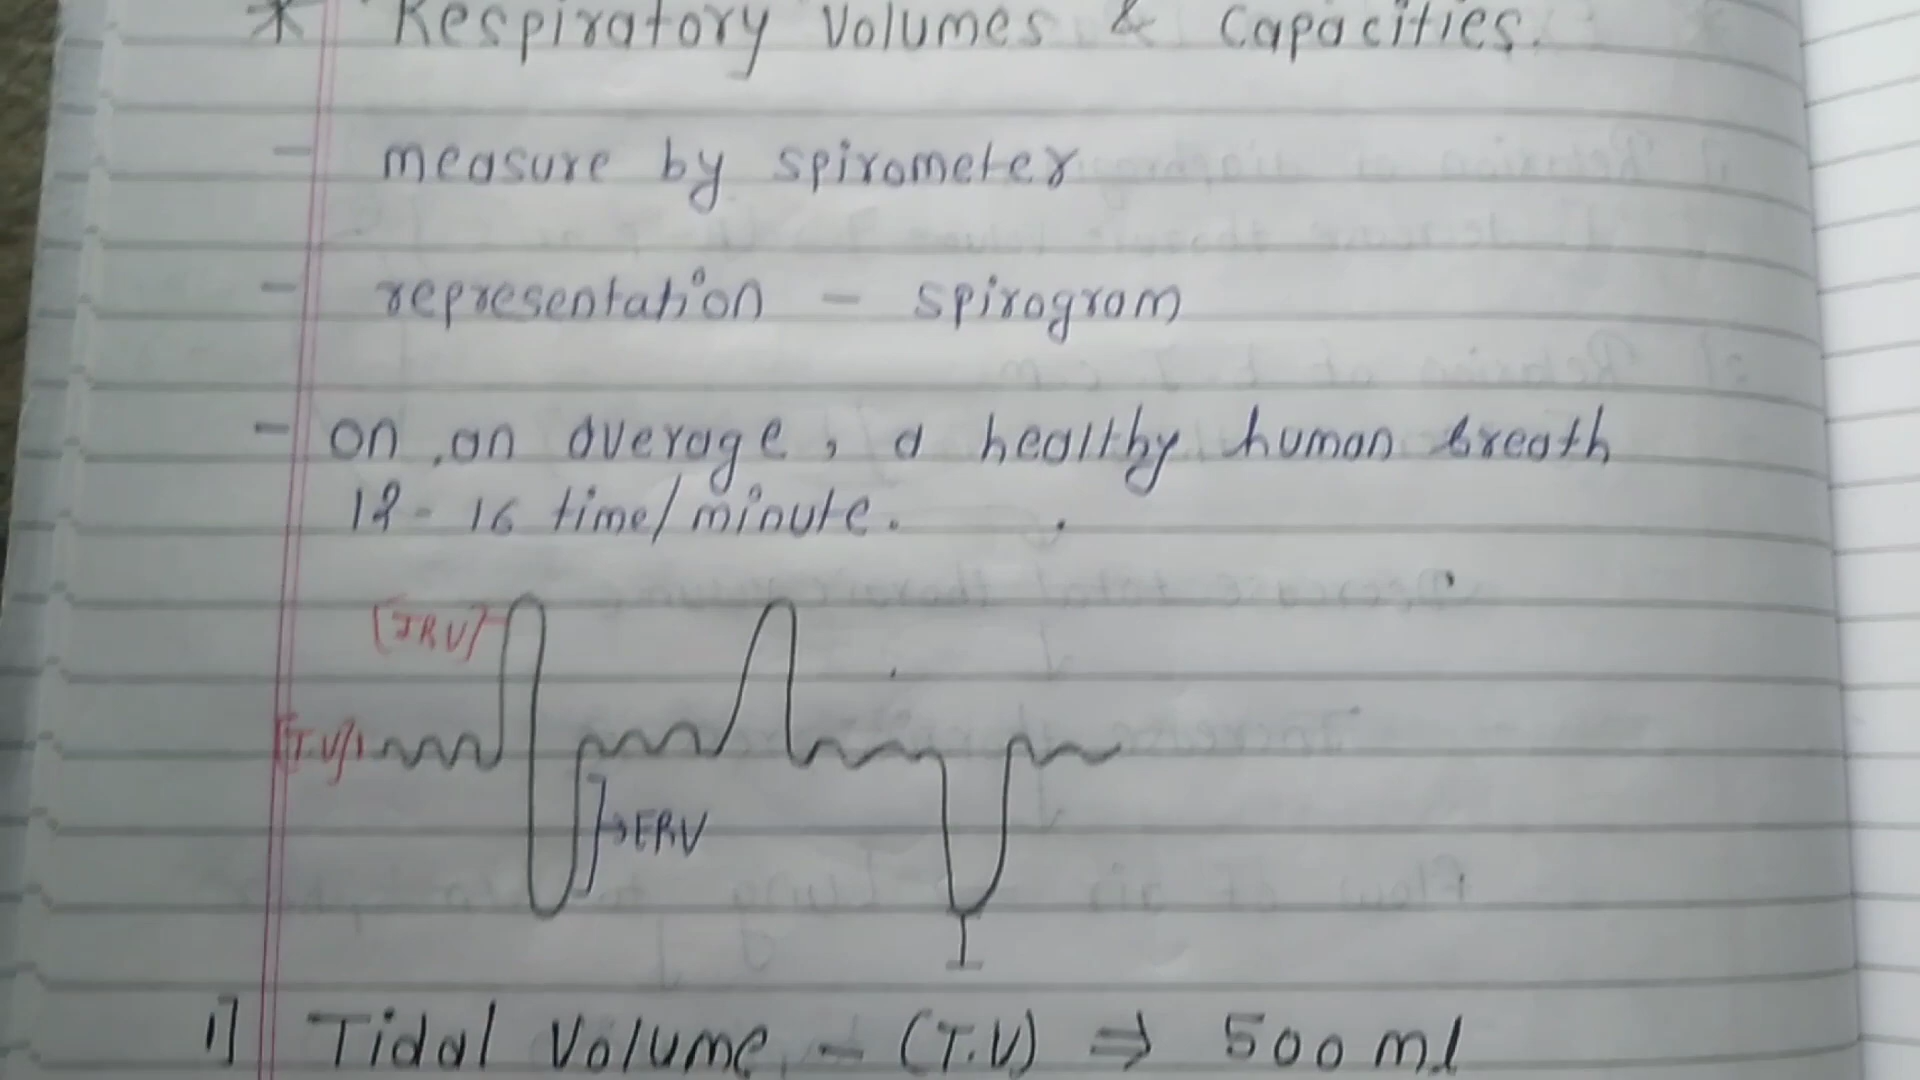 * Respiratory Volumes & Capacities.
- measure by spirometer
- representation - spirogram
- on an average, a healthy human breath
12 - 16 time/minute.
[IRV]
[T.V]
→ERV
1] Tidal Volume - (T.V) ⇒ 500 ml